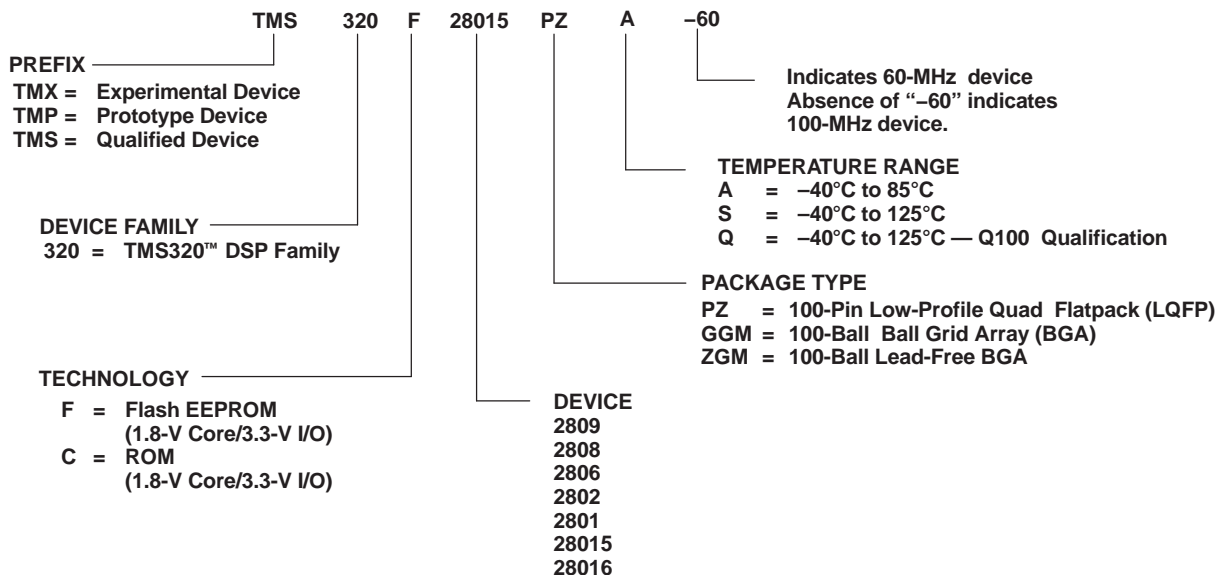 TMS 320 F 28015 PZ A −60
PREFIX
TMX = Experimental Device
TMP = Prototype Device
TMS = Qualified Device
Indicates 60-MHz device
Absence of “−60” indicates
100-MHz device.
TEMPERATURE RANGE
A = −40°C to 85°C
S = −40°C to 125°C
Q = −40°C to 125°C — Q100 Qualification
DEVICE FAMILY
320 = TMS320™ DSP Family
PACKAGE TYPE
PZ = 100-Pin Low-Profile Quad Flatpack (LQFP)
GGM = 100-Ball Ball Grid Array (BGA)
ZGM = 100-Ball Lead-Free BGA
TECHNOLOGY
F = Flash EEPROM
(1.8-V Core/3.3-V I/O)
C = ROM
(1.8-V Core/3.3-V I/O)
DEVICE
2809
2808
2806
2802
2801
28015
28016